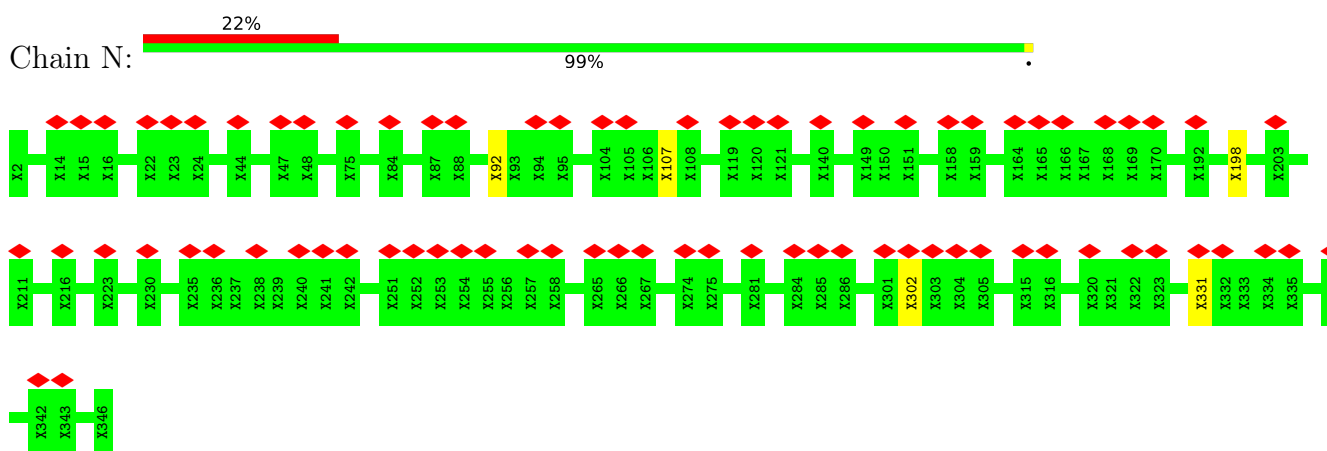 22%
Chain N:
99%
.
X2 X14 X15 X16 X22 X23 X24 X44 X47 X48 X75 X84 X87 X88 X92 X93 X94 X95 X104 X105 X106 X107 X108 X119 X120 X121 X140 X149 X150 X151 X158 X159 X164 X165 X166 X167 X168 X169 X170 X192 X198 X203
X211 X216 X223 X230 X235 X236 X237 X238 X239 X240 X241 X242 X251 X252 X253 X254 X255 X256 X257 X258 X265 X266 X267 X274 X275 X281 X284 X285 X286 X301 X302 X303 X304 X305 X315 X316 X320 X321 X322 X323 X331 X332 X333 X334 X335
X342 X343 X346